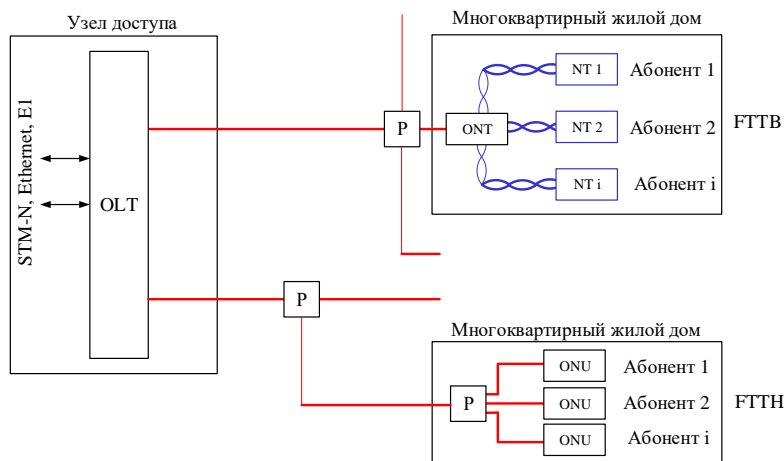 Узел доступа
STM-N, Ethernet, E1
OLT
Р
Р
Многоквартирный жилой дом
ONT
NT 1
Абонент 1
NT 2
Абонент 2
NT i
Абонент i
FTTB
Многоквартирный жилой дом
Р
ONU
Абонент 1
ONU
Абонент 2
ONU
Абонент i
FTTH